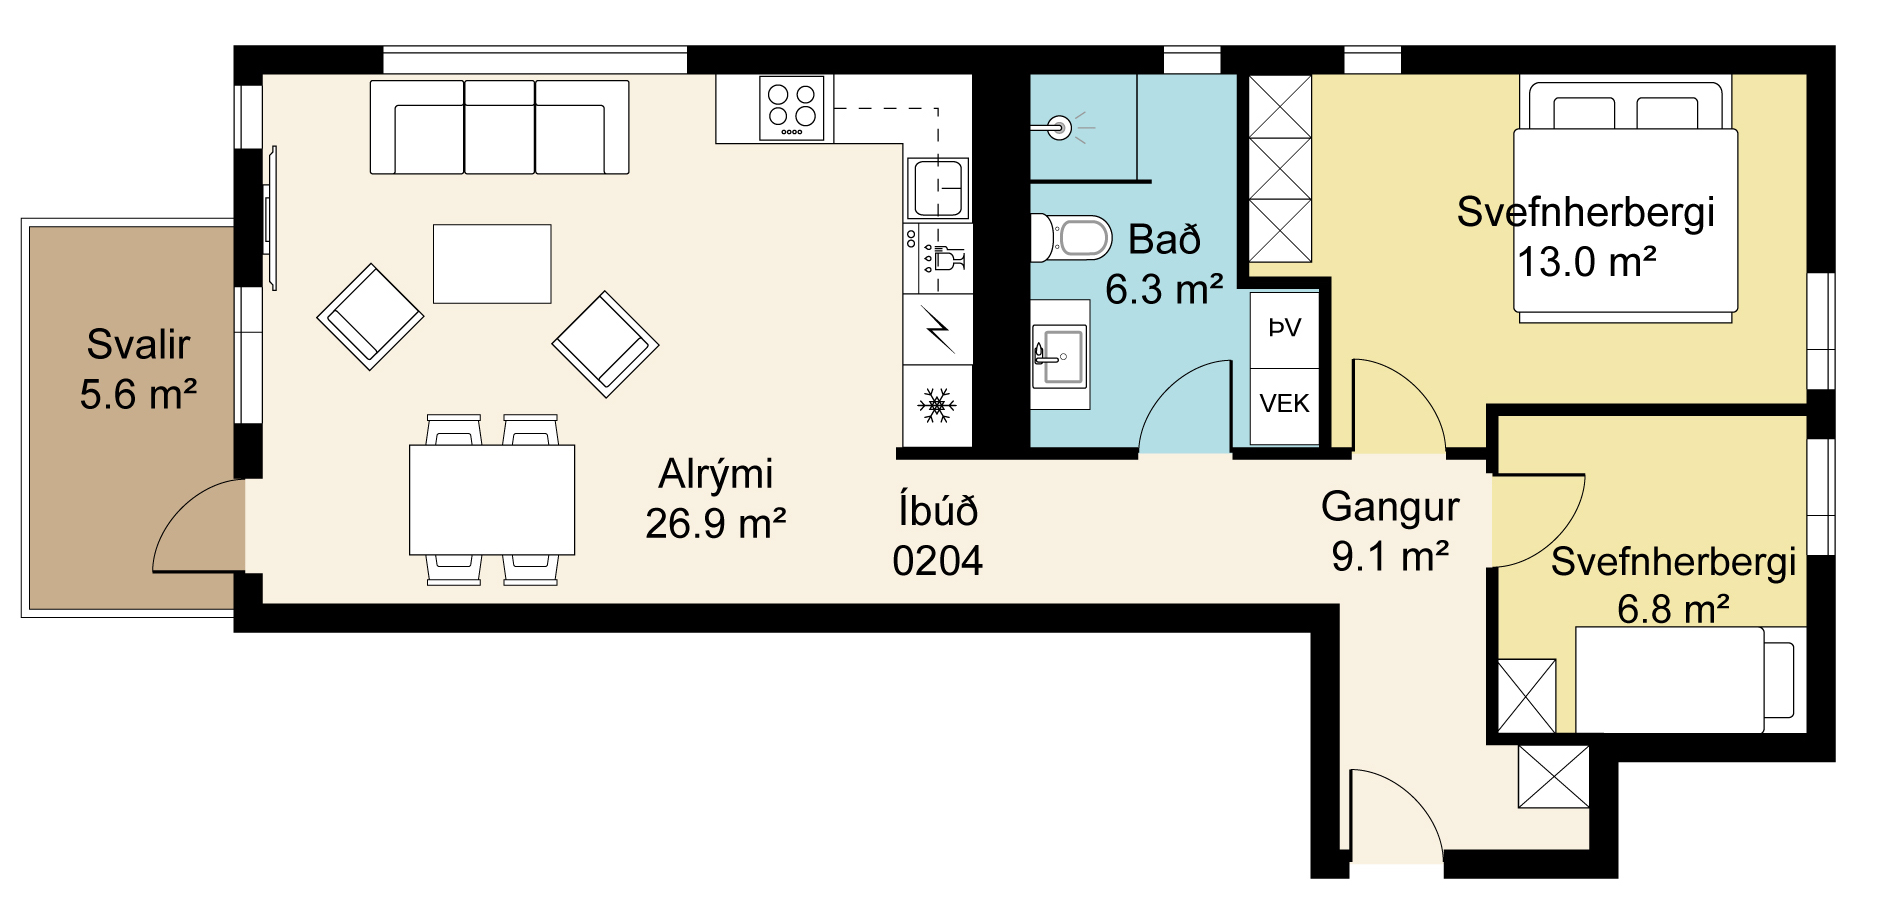 Svefnherbergi
13.0 m²
Bað
6.3 m²
ÞV
VEK
Svalir
5.6 m²
Alrými
26.9 m²
Íbúð
0204
Gangur
9.1 m²
Svefnherbergi
6.8 m²